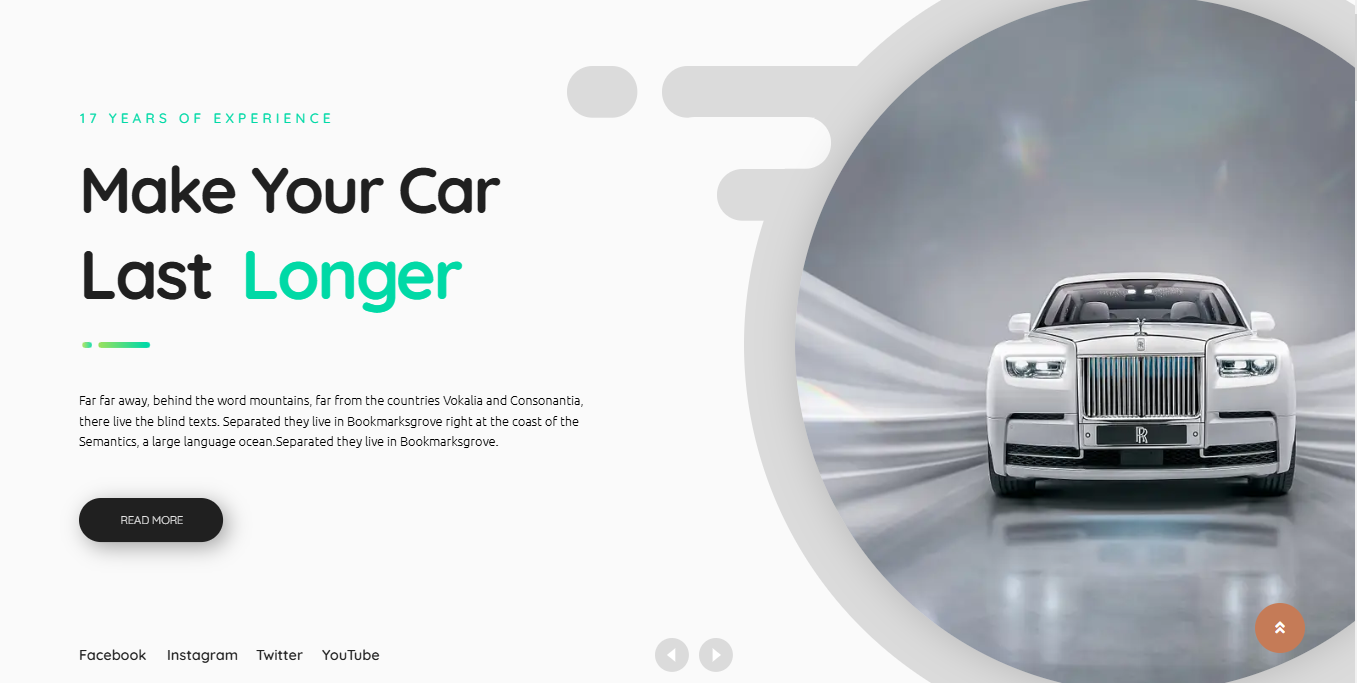 17 YEARS OF EXPERIENCE
Make Your Car
Last Longer
Far far away, behind the word mountains, far from the countries Vokalia and Consonantia,
there live the blind texts. Separated they live in Bookmarksgrove right at the coast of the
Semantics, a large language ocean.Separated they live in Bookmarksgrove.
READ MORE
Facebook Instagram Twitter YouTube